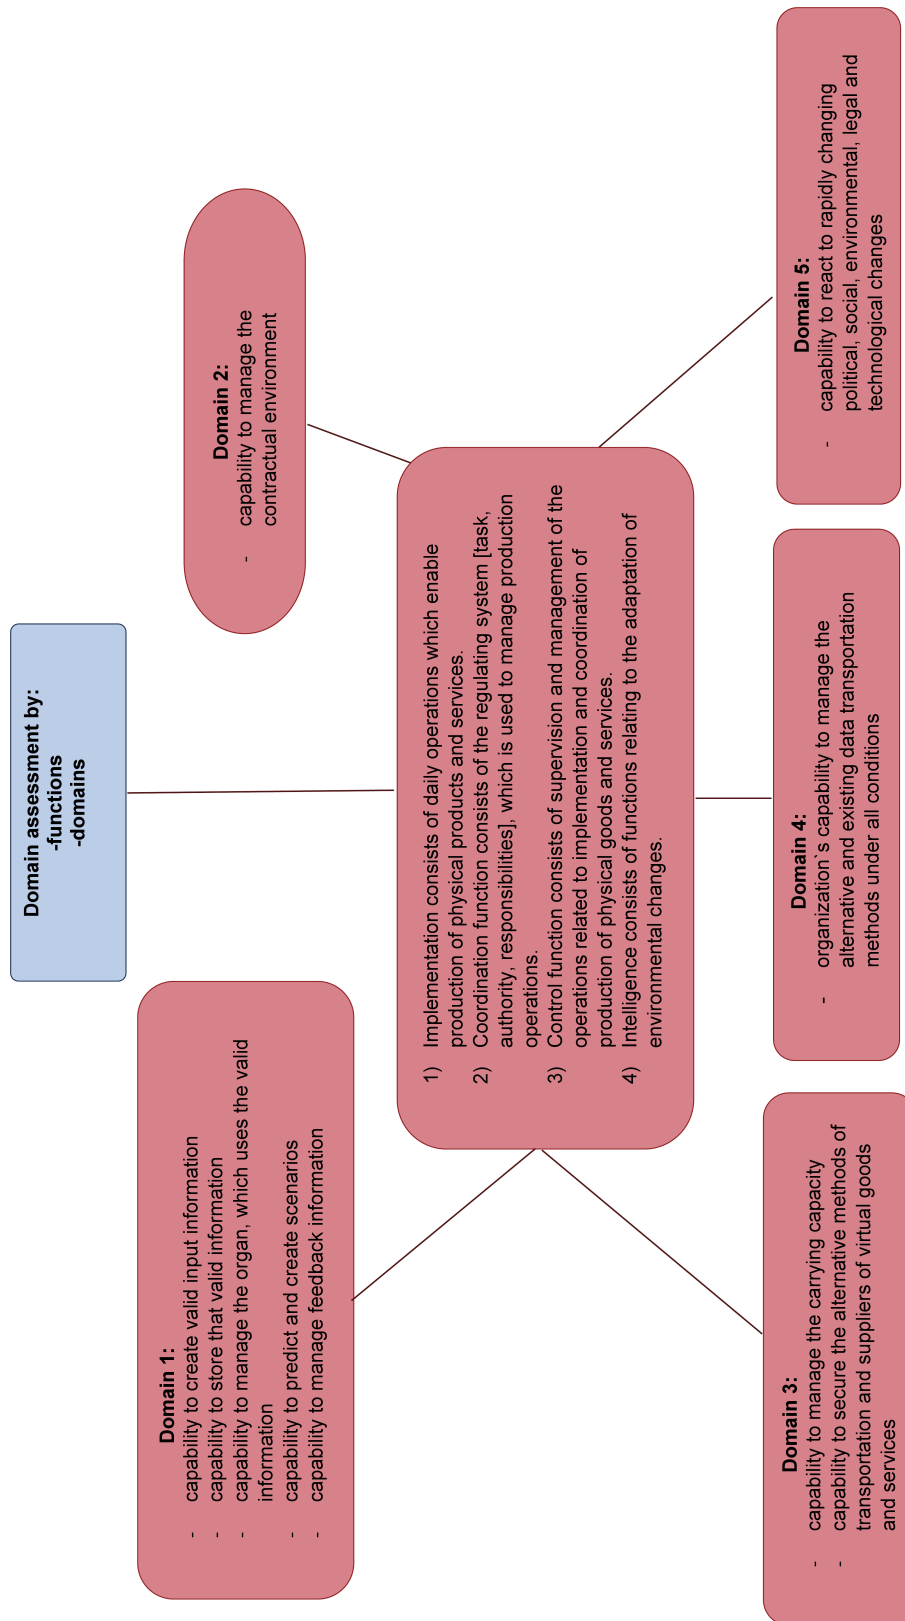 Domain assessment by:
-functions
-domains
Domain 1:
- capability to create valid input information
- capability to store that valid information
- capability to manage the organ, which uses the valid
information
- capability to predict and create scenarios
- capability to manage feedback information
Domain 2:
- capability to manage the
contractual environment
1) Implementation consists of daily operations which enable
production of physical products and services.
2) Coordination function consists of the regulating system [task,
authority, responsibilities], which is used to manage production
operations.
3) Control function consists of supervision and management of the
operations related to implementation and coordination of
production of physical goods and services.
4) Intelligence consists of functions relating to the adaptation of
environmental changes.
Domain 3:
- capability to manage the carrying capacity
- capability to secure the alternative methods of
transportation and suppliers of virtual goods
and services
Domain 4:
- organization`s capability to manage the
alternative and existing data transportation
methods under all conditions
Domain 5:
- capability to react to rapidly changing
political, social, environmental, legal and
technological changes